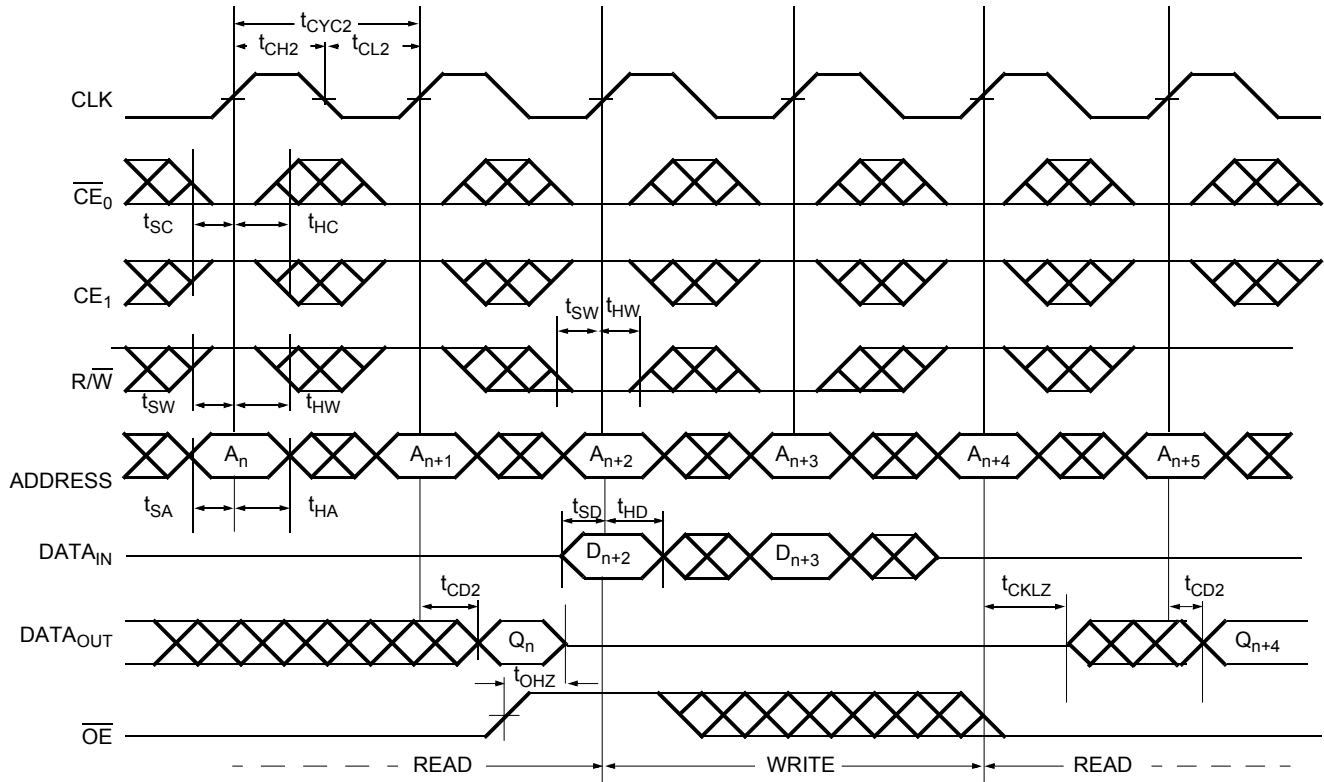 tCYC2
tCH2 tCL2
CLK
CE0
tSC tHC
CE1
tSW tHW
R/W
tSW tHW
An An+1 An+2 An+3 An+4 An+5
ADDRESS
tSA tHA
tSD tHD
DATAIN
Dn+2 Dn+3
tCD2 tCKLZ tCD2
DATAOUT
Qn Qn+4
tOHZ
OE
READ WRITE READ